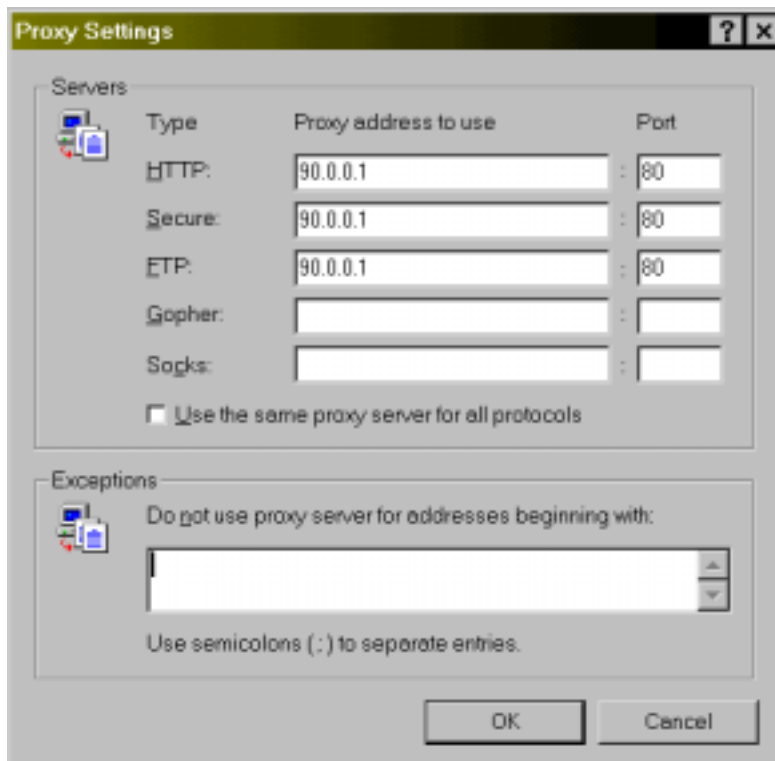 Proxy Settings
Servers
Type Proxy address to use Port
HTTP: 90.0.0.1 : 80
Secure: 90.0.0.1 : 80
FTP: 90.0.0.1 : 80
Gopher: :
Socks: :
Use the same proxy server for all protocols
Exceptions
Do not use proxy server for addresses beginning with:
Use semicolons ( ; ) to separate entries.
OK Cancel